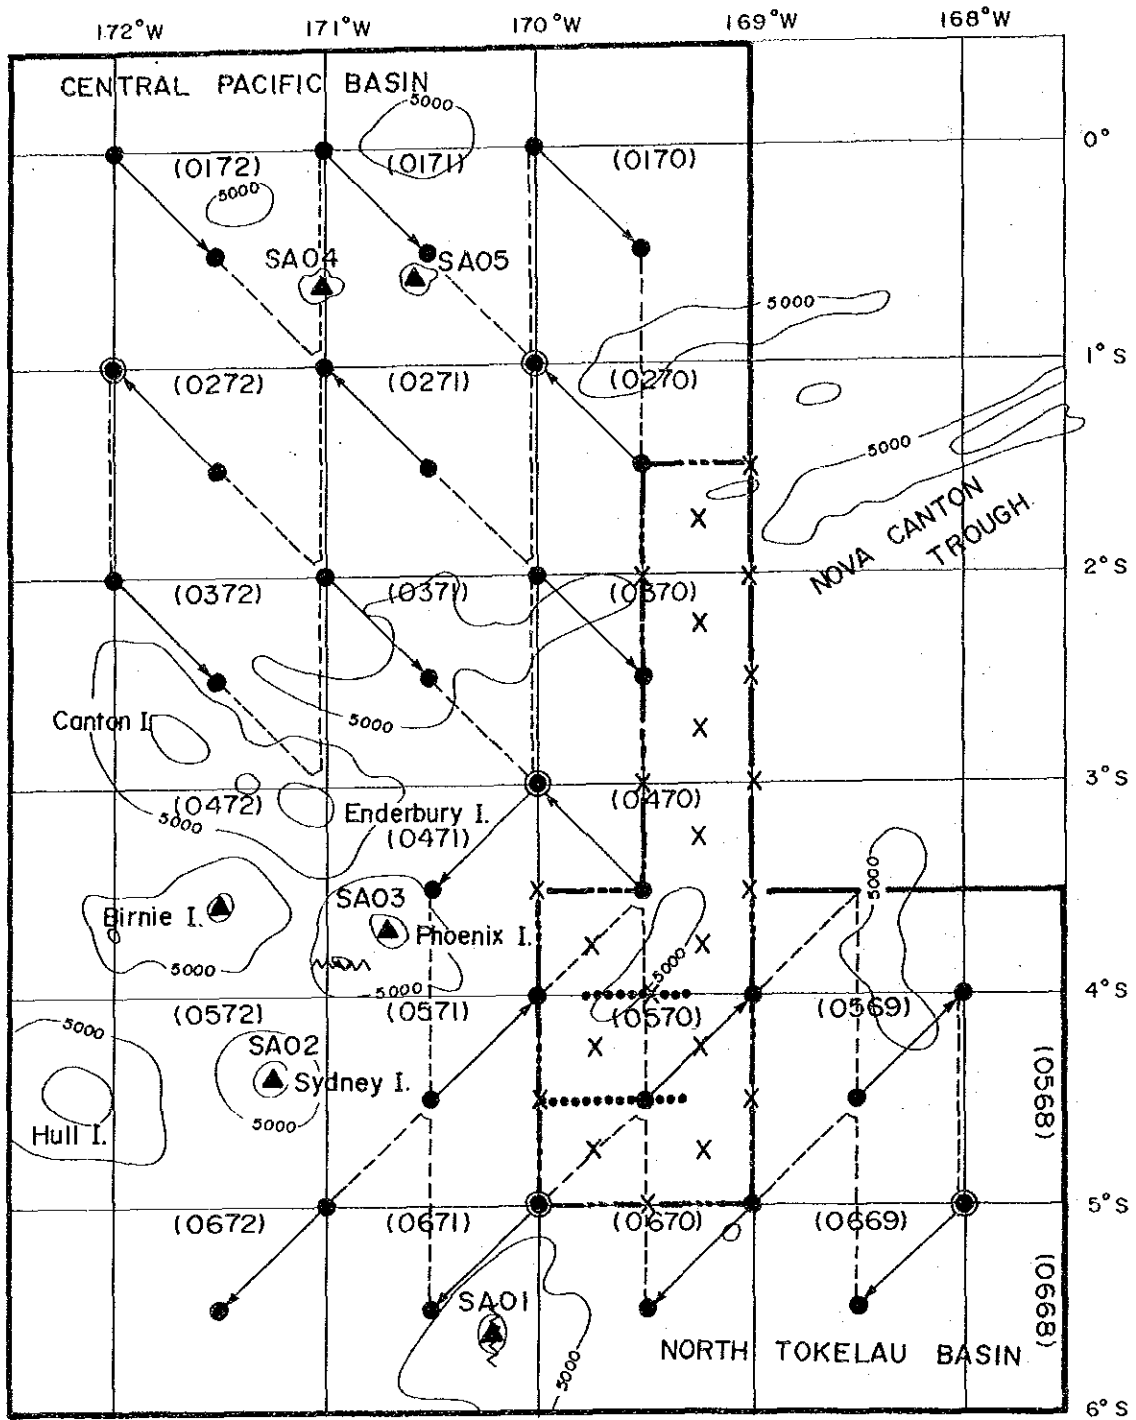 172°W 171°W 170°W 169°W 168°W
CENTRAL PACIFIC BASIN
5000
0°
(0172) (0171) (0170)
5000
SA04 SA05
5000
1°S
(0272) (0271) (0270)
5000
NOVA CANTON
TROUGH
2°S
(0372) (0371) (0370)
Canton I.
5000
3°S
(0472) (0470)
5000
Enderbury I.
(0471)
5000
SA03
Birnie I. Phoenix I.
5000
5000
5000
4°S
(0572) (0571) (0570) (0569)
5000
SA02
(0568)
Sydney I.
5000
Hull I.
5°S
(0672) (0671) (0670) (0669)
(0668)
SA01
5000
NORTH TOKELAU BASIN
6°S